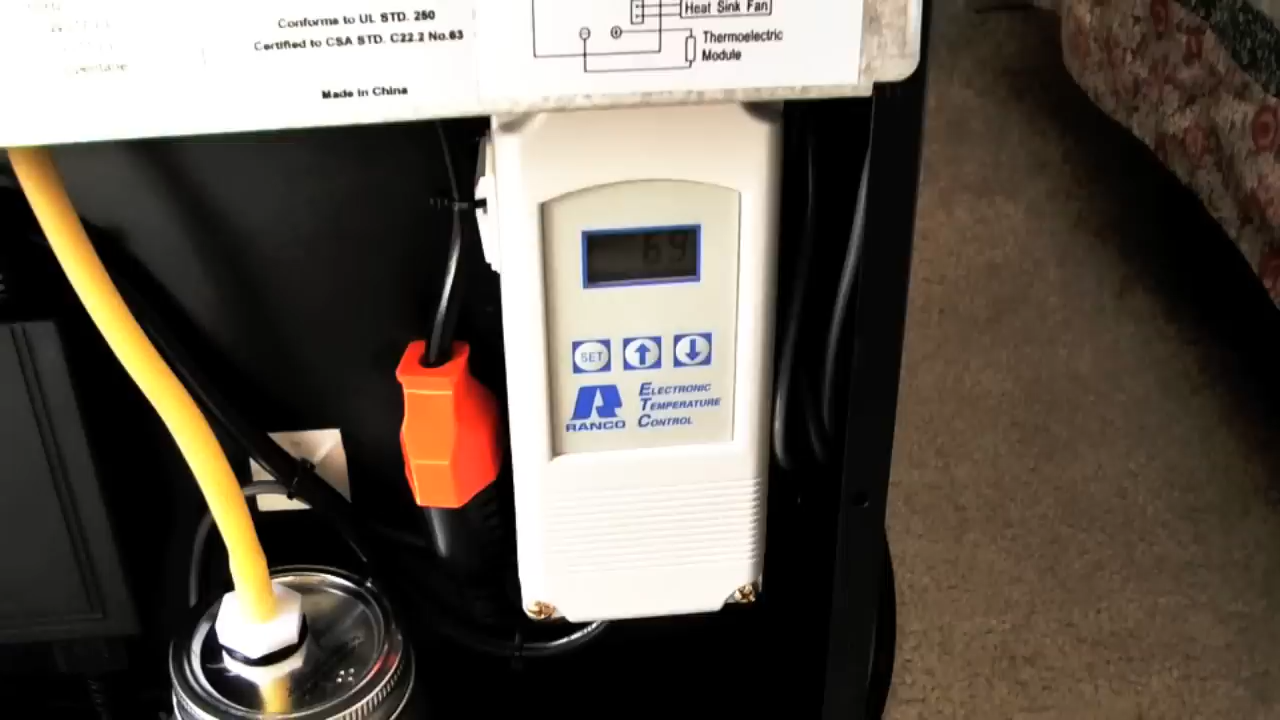 Conforms to UL STD. 250
Certified to CSA STD. C22.2 No.63
Made in China
Heat Sink Fan
Thermoelectric
Module
69
SET
RANCO
ELECTRONIC
TEMPERATURE
CONTROL